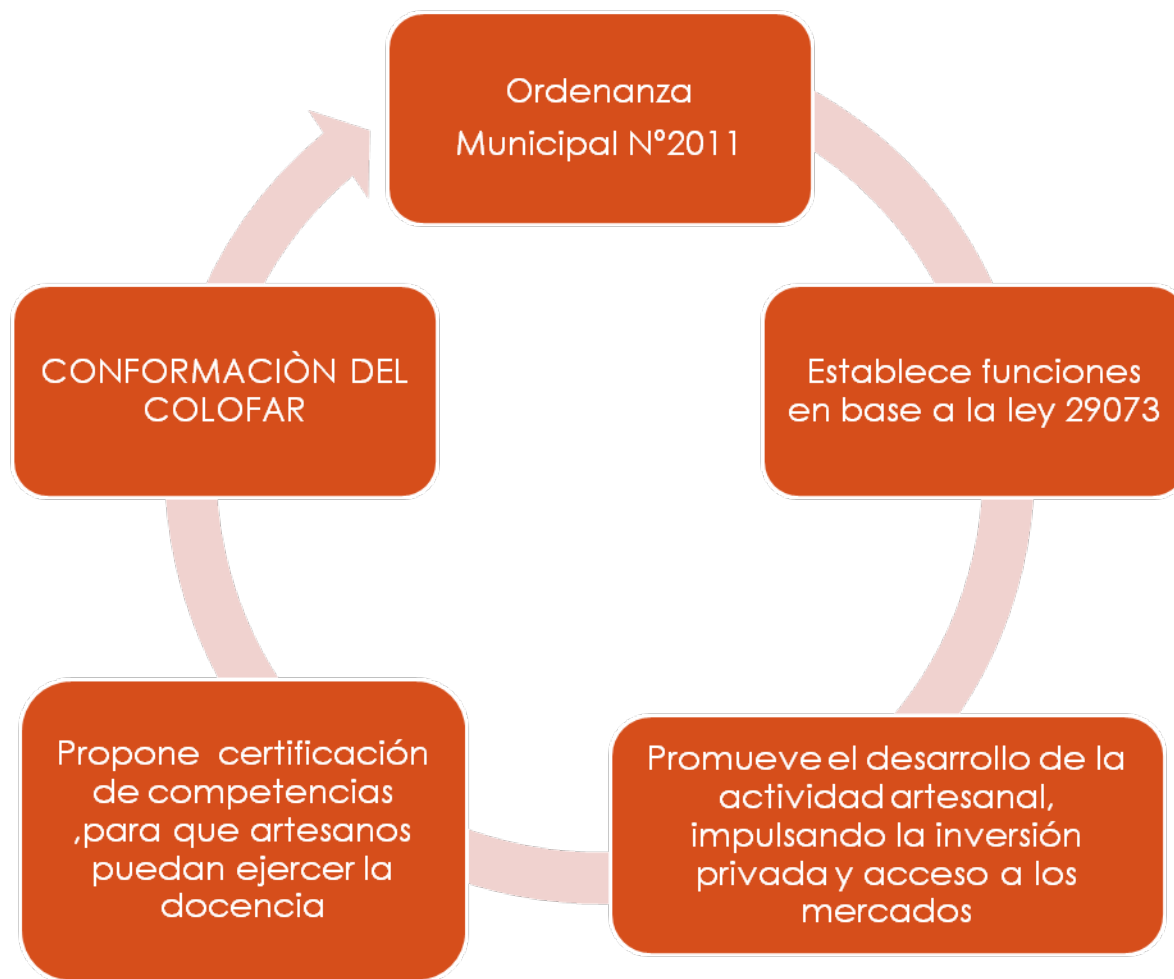 Ordenanza
Municipal N°2011
Establece funciones
en base a la ley 29073
Promueve el desarrollo de la
actividad artesanal,
impulsando la inversión
privada y acceso a los
mercados
Propone certificación
de competencias
,para que artesanos
puedan ejercer la
docencia
CONFORMACIÒN DEL
COLOFAR